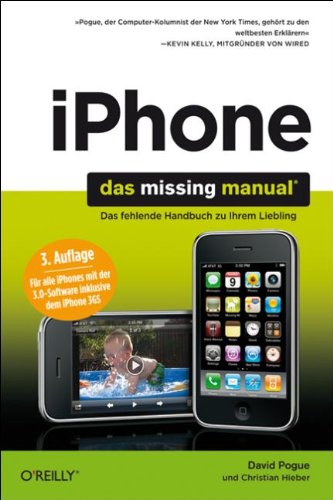 »Pogue, der Computer-Kolumnist der New York Times, gehört zu den
weltbesten Erklärern«
—KEVIN KELLY, MITGRÜNDER VON WIRED
iPhone
das missing manual®
Das fehlende Handbuch zu Ihrem Liebling
3. Auflage
Für alle iPhones mit der
3.0-Software inklusive
dem iPhone 3GS
David Pogue
und Christian Hieber
O'REILLY®